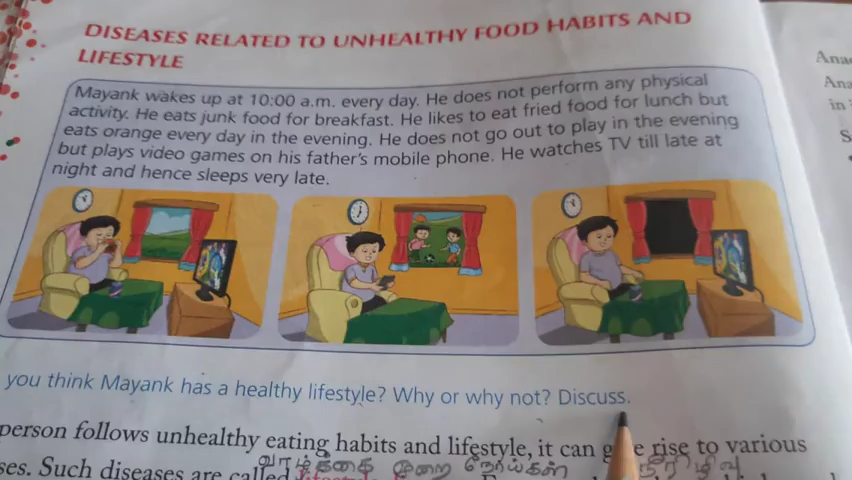 DISEASES RELATED TO UNHEALTHY FOOD HABITS AND
LIFESTYLE
Mayank wakes up at 10:00 a.m. every day. He does not perform any physical
activity. He eats junk food for breakfast. He likes to eat fried food for lunch but
eats orange every day in the evening. He does not go out to play in the evening
but plays video games on his father's mobile phone. He watches TV till late at
night and hence sleeps very late.
you think Mayank has a healthy lifestyle? Why or why not? Discuss.
person follows unhealthy eating habits and lifestyle, it can rise to various
Such diseases are called
வாழ்க்கை முறை நோய்கள்
in